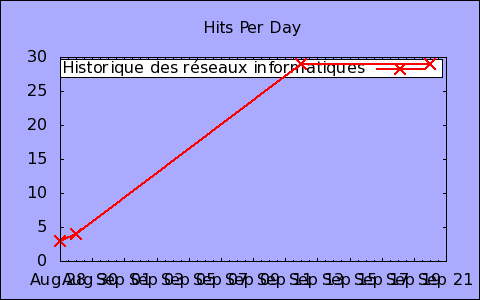 Hits Per Day
30
Historique des réseaux informatiques
25
20
15
10
5
0
Aug 28 Aug 30 Sep 01 Sep 03 Sep 05 Sep 07 Sep 09 Sep 11 Sep 13 Sep 15 Sep 17 Sep 19 Sep 21